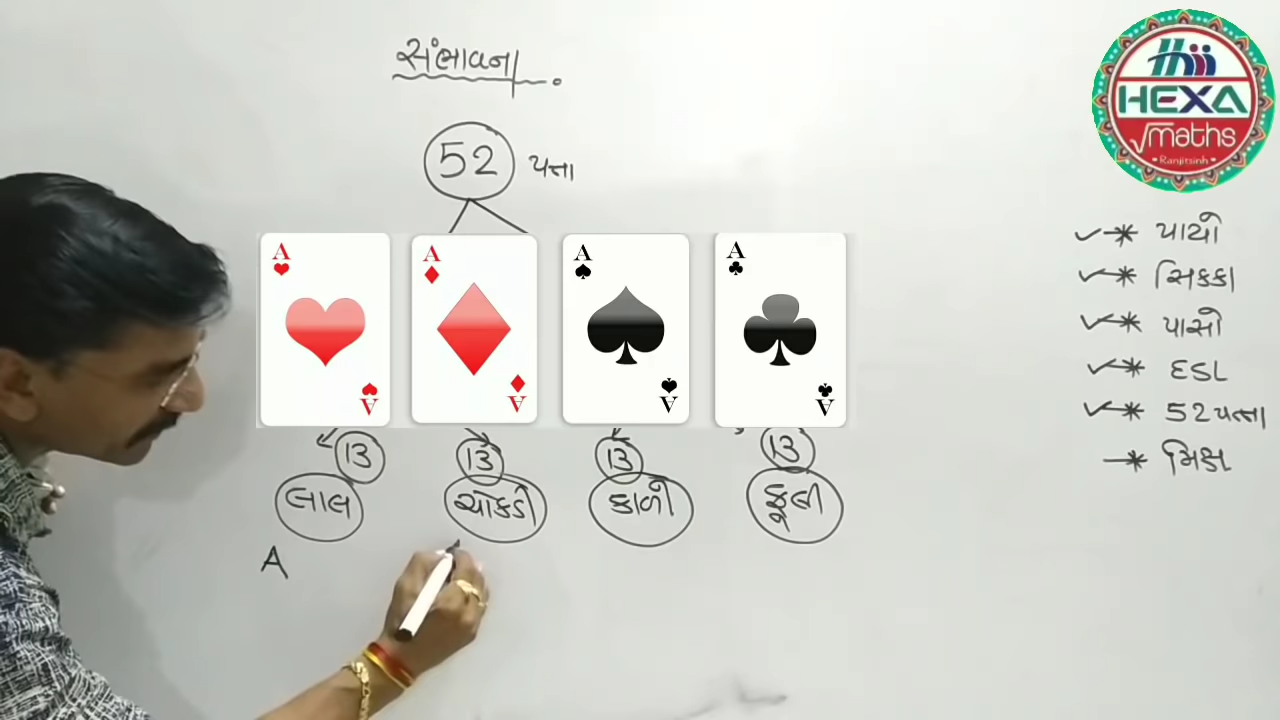 સંભાવના
52 પત્તા
A A A A
A A A A
13 13 13 13
લાલ ચોકડી કાળી ફૂલી
A
HEXA
√maths
• Ranjitsinh •
પાયો
સિક્કા
પાસો
દડા
52 પત્તા
મિક્ષ